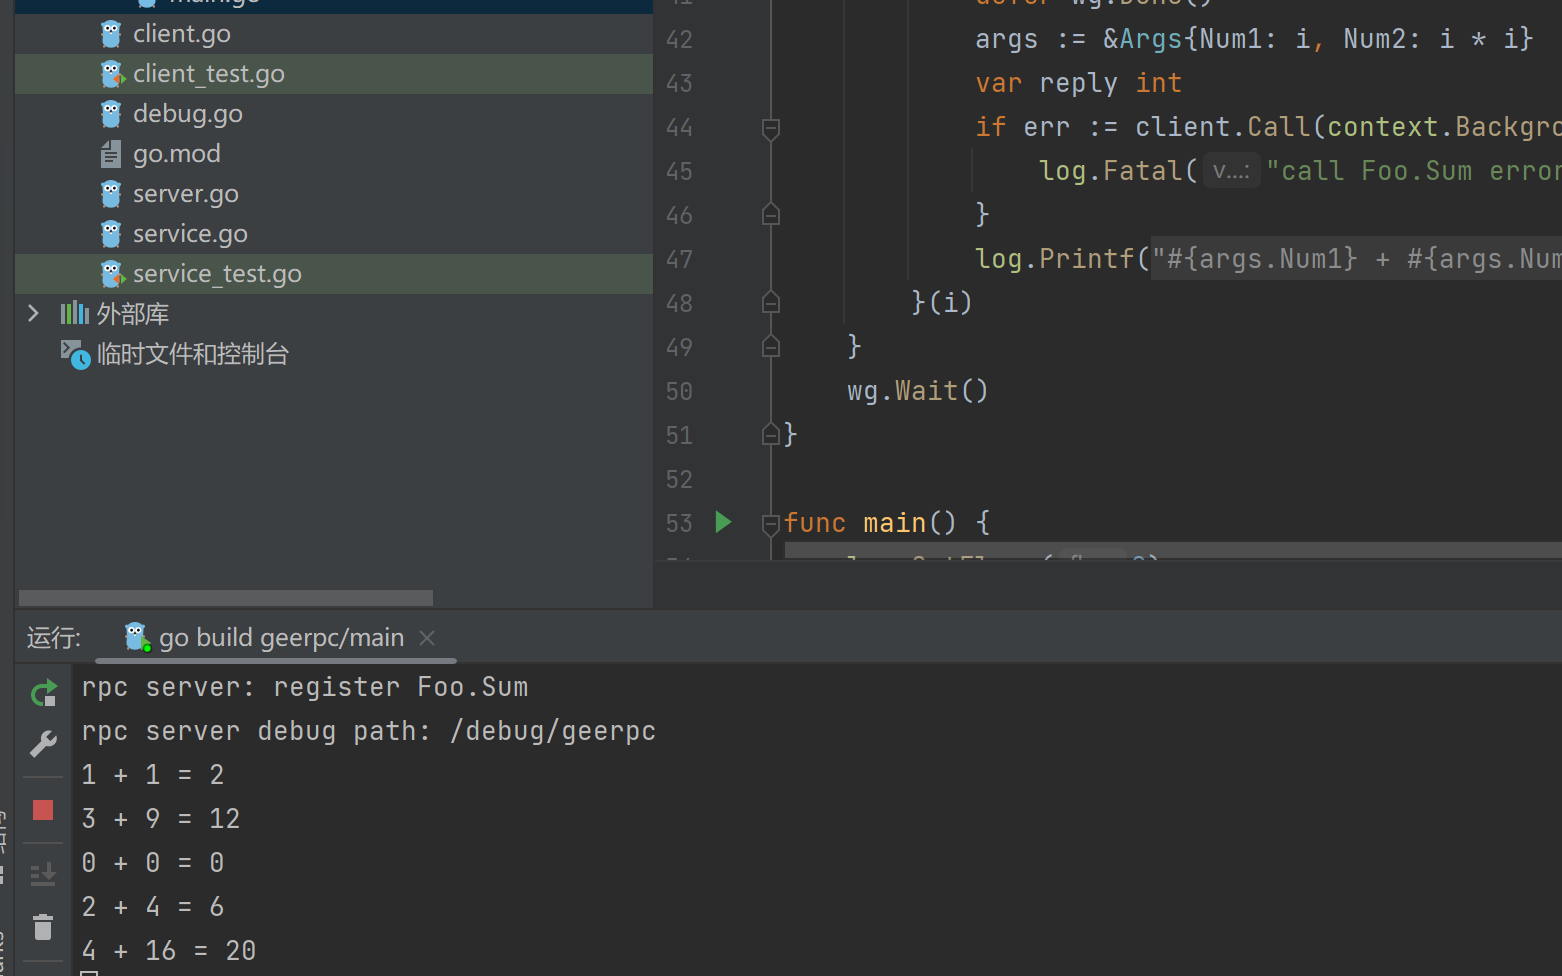 main.go
client.go
client_test.go
debug.go
go.mod
server.go
service.go
service_test.go
外部库
临时文件和控制台
41 defer wg.Done()
42 args := &Args{Num1: i, Num2: i * i}
43 var reply int
44 if err := client.Call(context.Backgro
45 log.Fatal( v...: "call Foo.Sum error
46 }
47 log.Printf("#{args.Num1} + #{args.Num
48 }(i)
49 }
50 wg.Wait()
51 }
52
53 func main() {
运行:
go build geerpc/main
rpc server: register Foo.Sum
rpc server debug path: /debug/geerpc
1 + 1 = 2
3 + 9 = 12
0 + 0 = 0
2 + 4 = 6
4 + 16 = 20